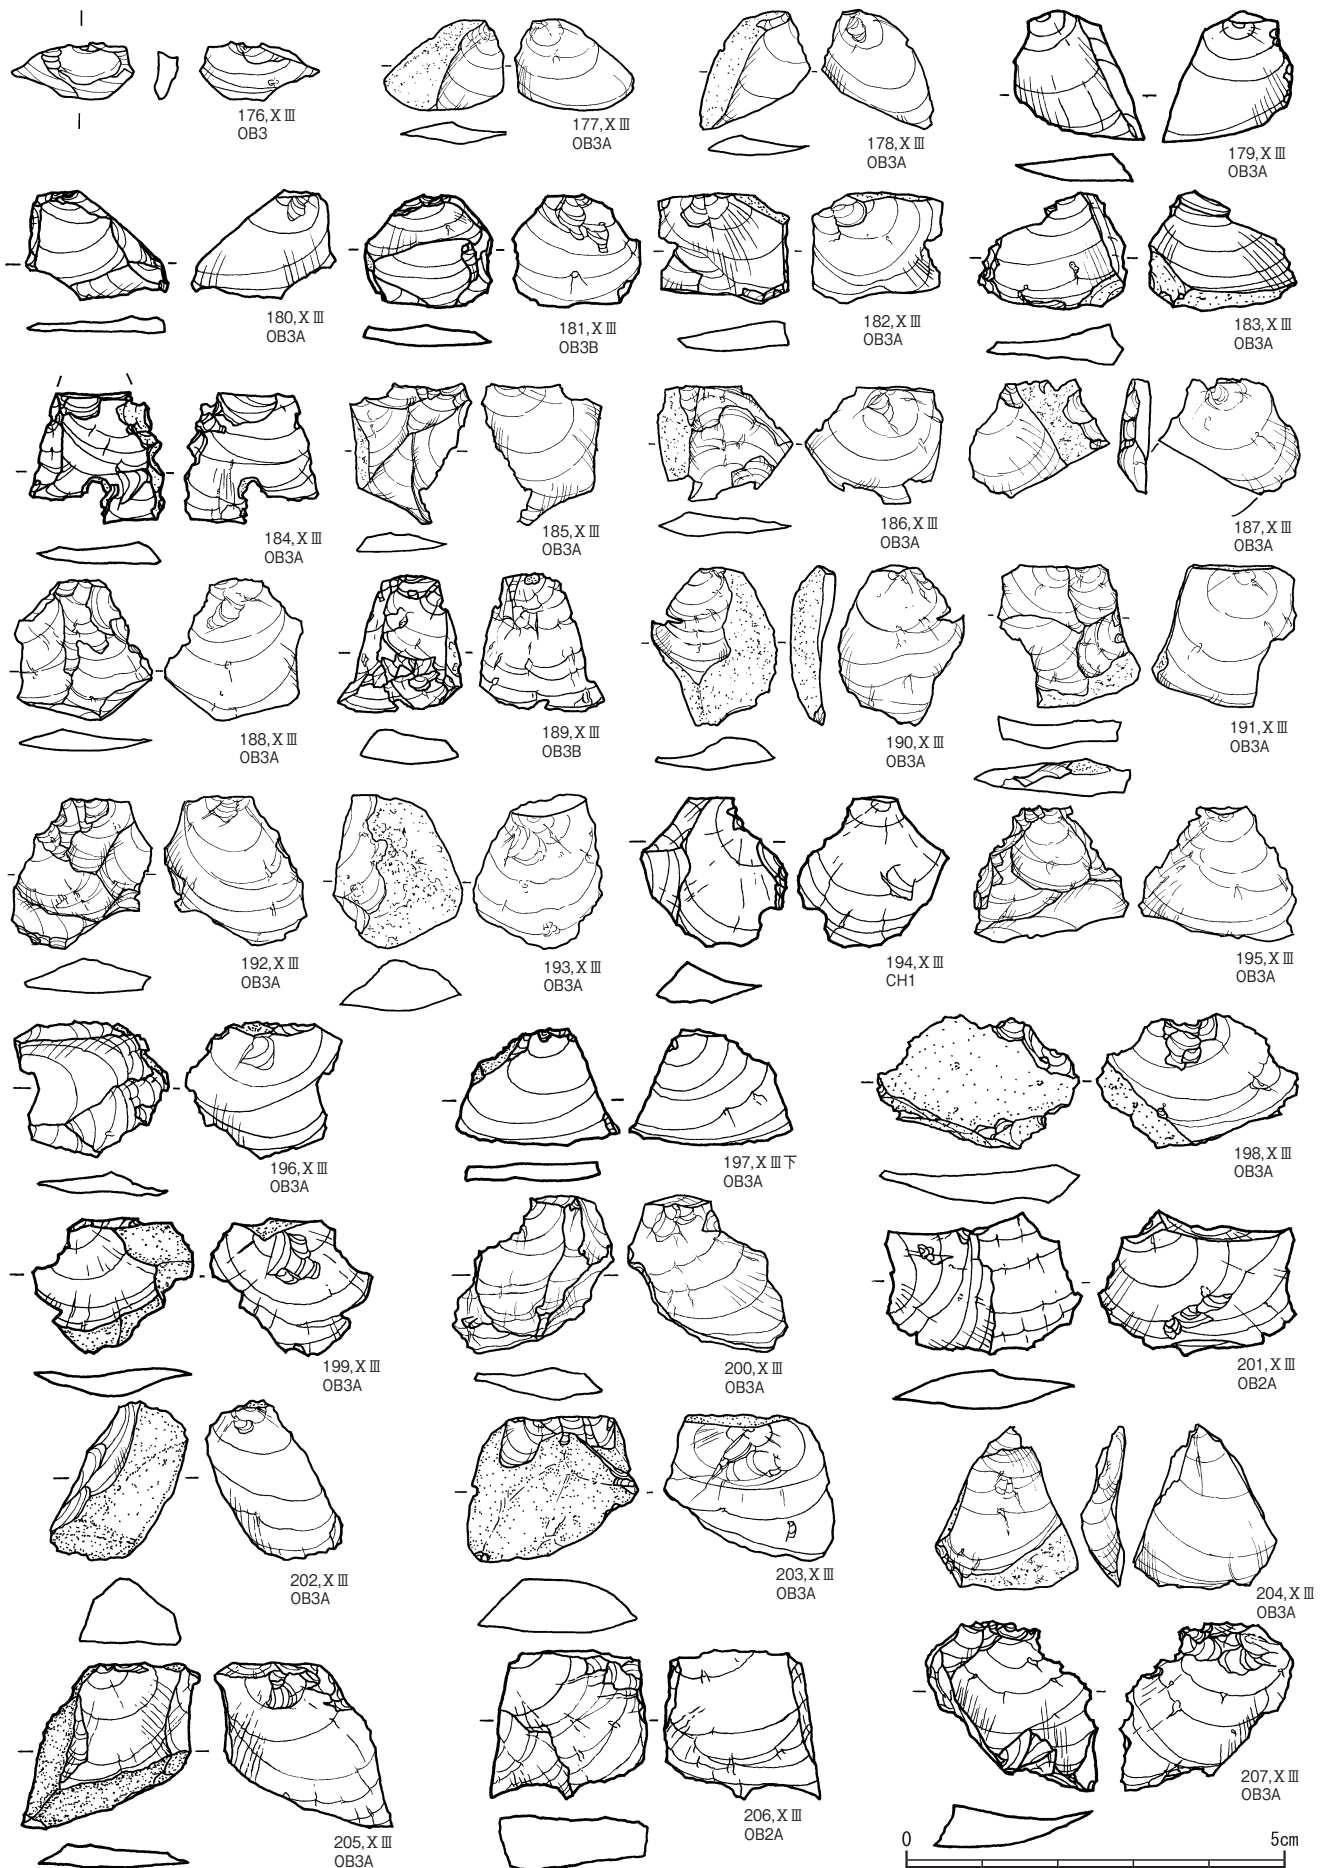 176,XⅢ
OB3
177,XⅢ
OB3A
178,XⅢ
OB3A
179,XⅢ
OB3A
180,XⅢ
OB3A
181,XⅢ
OB3B
182,XⅢ
OB3A
183,XⅢ
OB3A
184,XⅢ
OB3A
185,XⅢ
OB3A
186,XⅢ
OB3A
187,XⅢ
OB3A
188,XⅢ
OB3A
189,XⅢ
OB3B
190,XⅢ
OB3A
191,XⅢ
OB3A
192,XⅢ
OB3A
193,XⅢ
OB3A
194,XⅢ
CH1
195,XⅢ
OB3A
196,XⅢ
OB3A
197,XⅢ下
OB3A
198,XⅢ
OB3A
199,XⅢ
OB3A
200,XⅢ
OB3A
201,XⅢ
OB2A
202,XⅢ
OB3A
203,XⅢ
OB3A
204,XⅢ
OB3A
205,XⅢ
OB3A
206,XⅢ
OB2A
207,XⅢ
OB3A
0 5cm